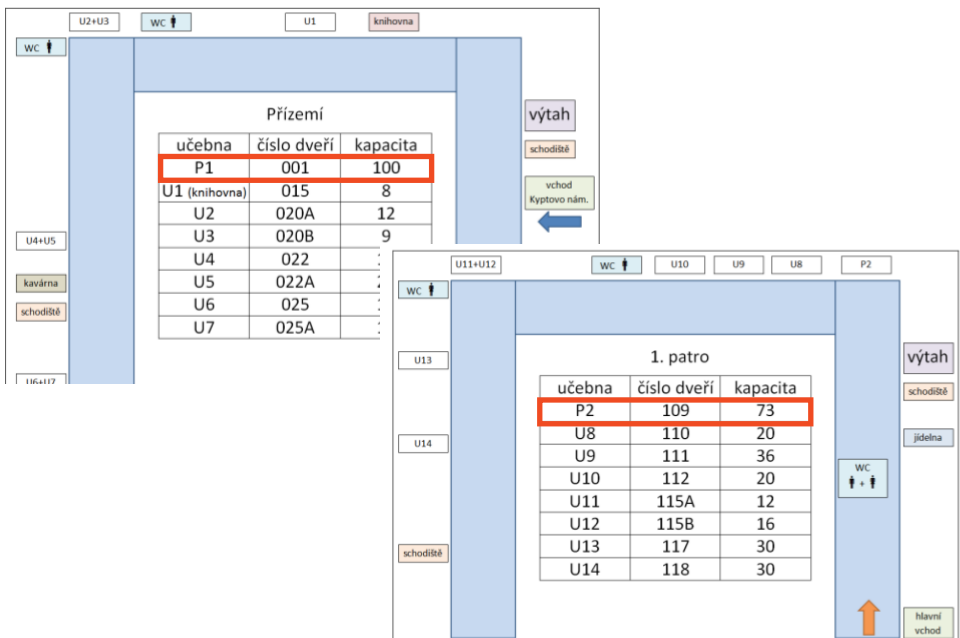 U2+U3
WC
U1
knihovna
WC
Přízemí
výtah
učebna číslo dveří kapacita
schodiště
P1 001 100
U1 (knihovna) 015 8
vchod
Kyptovo nám.
U2 020A 12
U3 020B 9
U4+U5
U4 022
U5 022A
kavárna
U6 025
schodiště
U7 025A
U6+U7
U11+U12
WC
U10
U9
U8
P2
WC
1. patro
U13
výtah
učebna číslo dveří kapacita
schodiště
P2 109 73
U8 110 20
U14
jídelna
U9 111 36
U10 112 20
WC
+
U11 115A 12
U12 115B 16
U13 117 30
schodiště
U14 118 30
hlavní
vchod